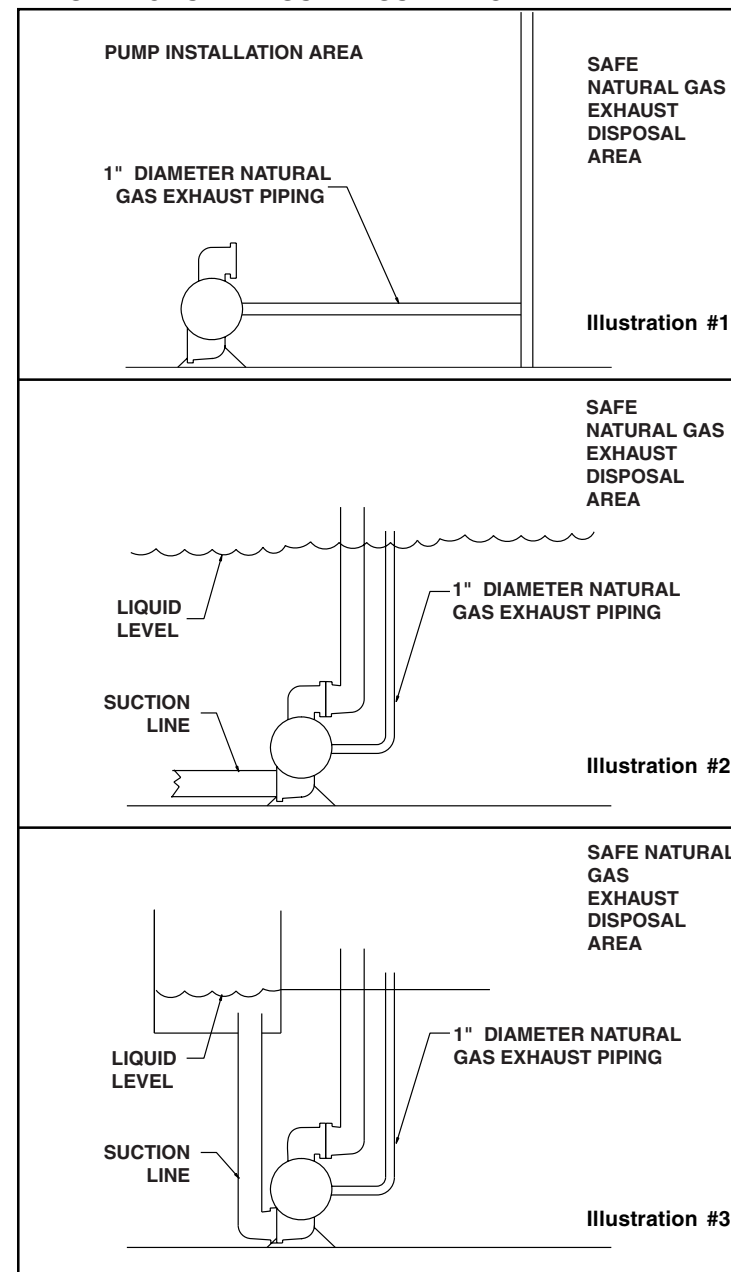 PUMP INSTALLATION AREA
SAFE
NATURAL GAS
EXHAUST
DISPOSAL
AREA
1" DIAMETER NATURAL
GAS EXHAUST PIPING
Illustration #1
SAFE
NATURAL GAS
EXHAUST
DISPOSAL
AREA
LIQUID
LEVEL
1" DIAMETER NATURAL
GAS EXHAUST PIPING
SUCTION
LINE
Illustration #2
SAFE NATURAL
GAS
EXHAUST
DISPOSAL
AREA
LIQUID
LEVEL
1" DIAMETER NATURAL
GAS EXHAUST PIPING
SUCTION
LINE
Illustration #3